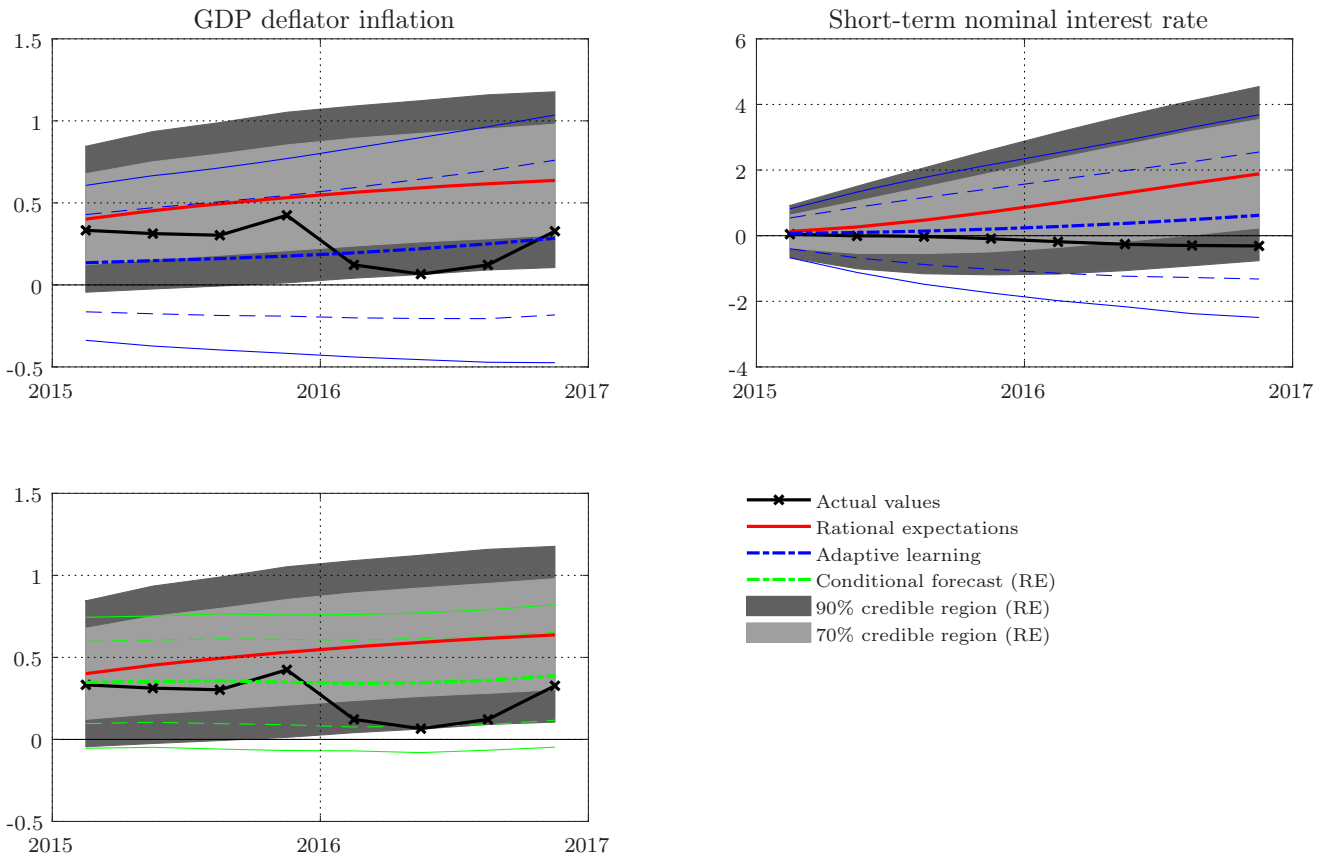 GDP deflator inflation
1.5
1
0.5
0
-0.5
2015 2016 2017
Short-term nominal interest rate
6
4
2
0
-2
-4
2015 2016 2017
1.5
1
0.5
0
-0.5
2015 2016 2017
Actual values
Rational expectations
Adaptive learning
Conditional forecast (RE)
90% credible region (RE)
70% credible region (RE)